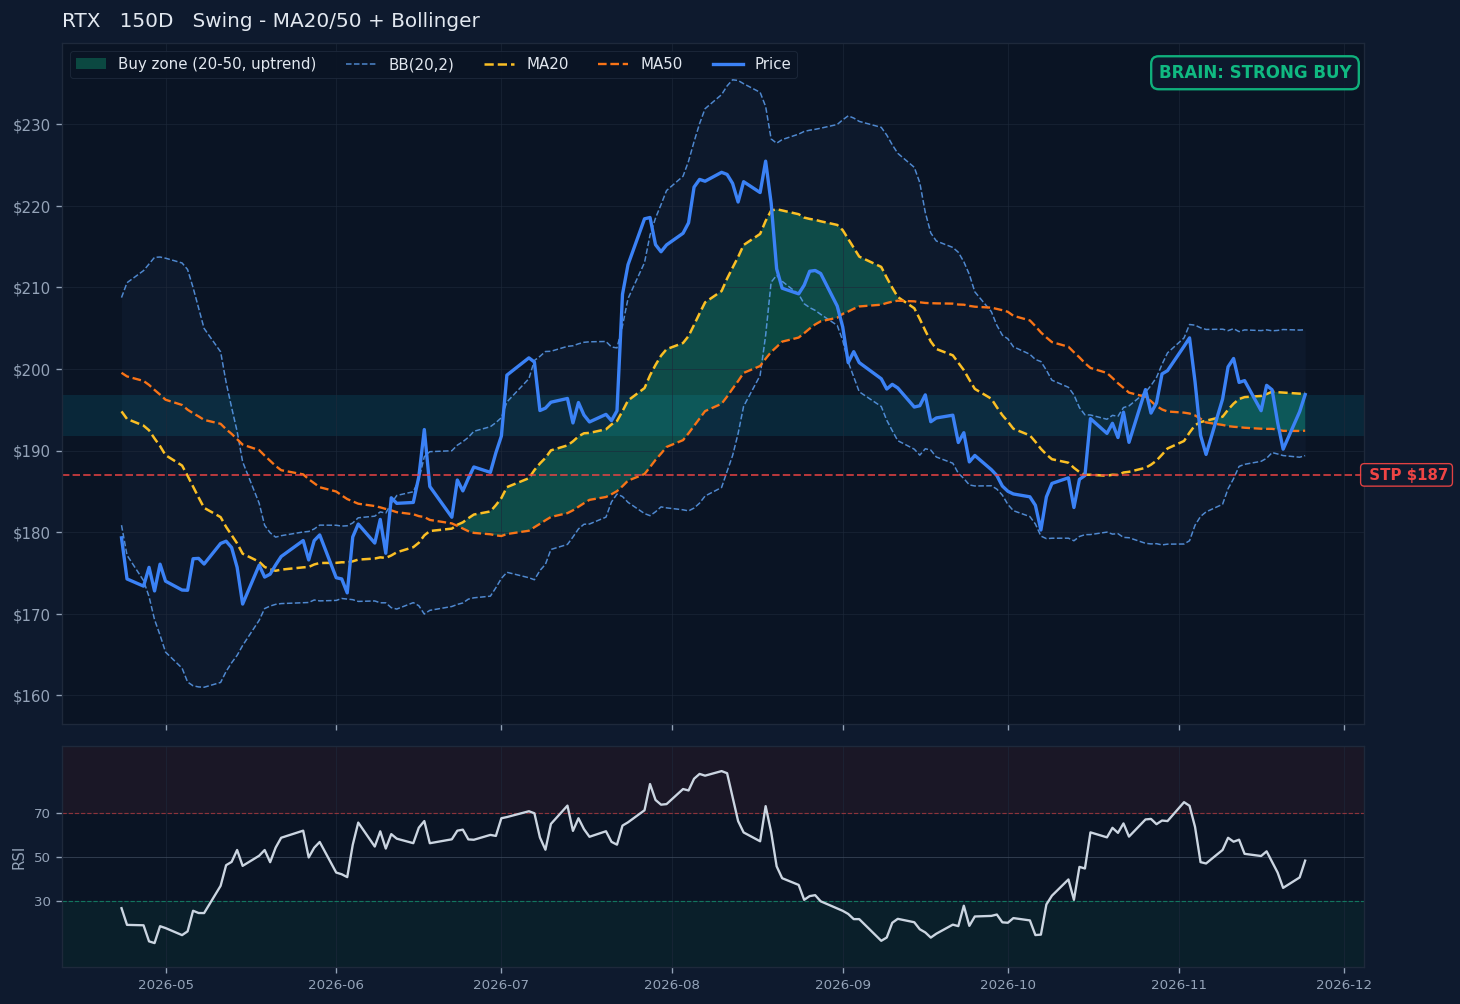 RTX   150D   Swing - MA20/50 + Bollinger
Buy zone (20-50, uptrend)   BB(20,2)   MA20   MA50   Price
BRAIN: STRONG BUY
$230
$220
$210
$200
$190
STP $187
$180
$170
$160
70
50
30
RSI
2026-05   2026-06   2026-07   2026-08   2026-09   2026-10   2026-11   2026-12